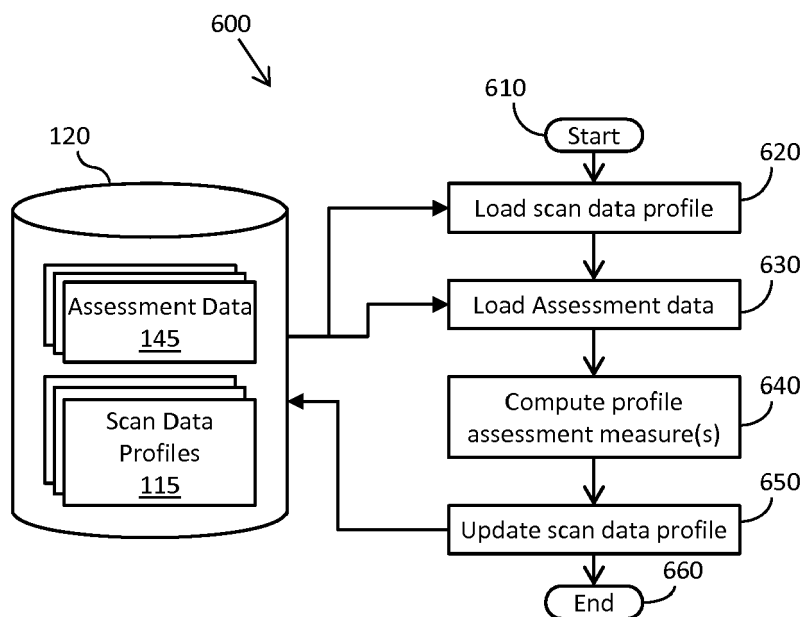 600
610
Start
120
620
Load scan data profile
630
Load Assessment data
Assessment Data
145
640
Compute profile
assessment measure(s)
Scan Data
Profiles
115
650
Update scan data profile
660
End